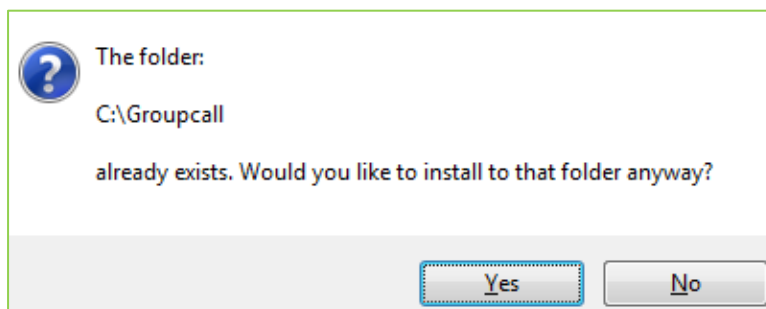 The folder:
C:\Groupcall
already exists. Would you like to install to that folder anyway?
Yes No